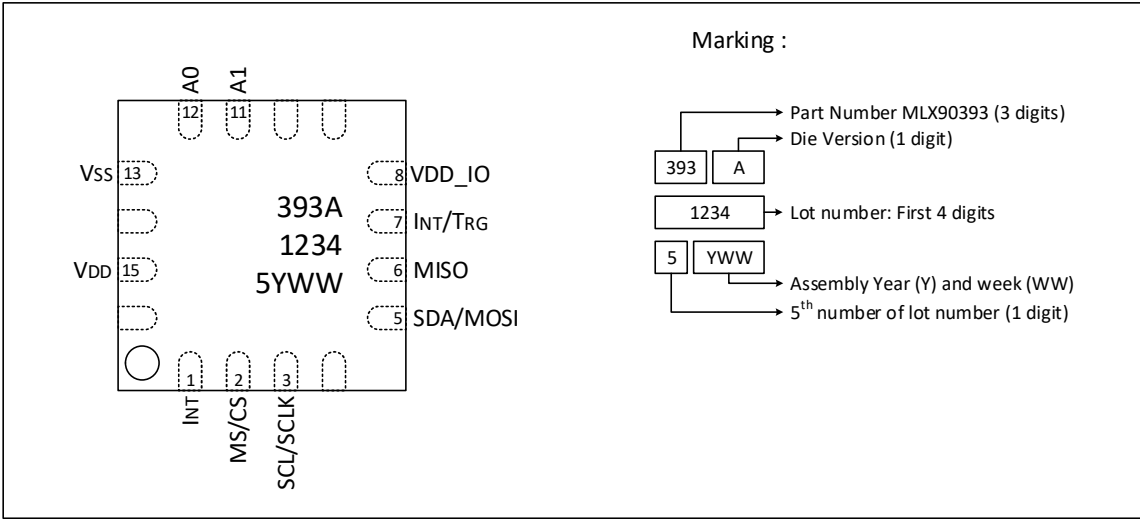 Marking :
A0
A1
12
11
VSS 13
8 VDD_IO
393A
7 INT/TRG
1234
VDD 15
6 MISO
5YWW
5 SDA/MOSI
1
2
3
INT
MS/CS
SCL/SCLK
Part Number MLX90393 (3 digits)
Die Version (1 digit)
393 A
1234
Lot number: First 4 digits
5 YWW
Assembly Year (Y) and week (WW)
5th number of lot number (1 digit)